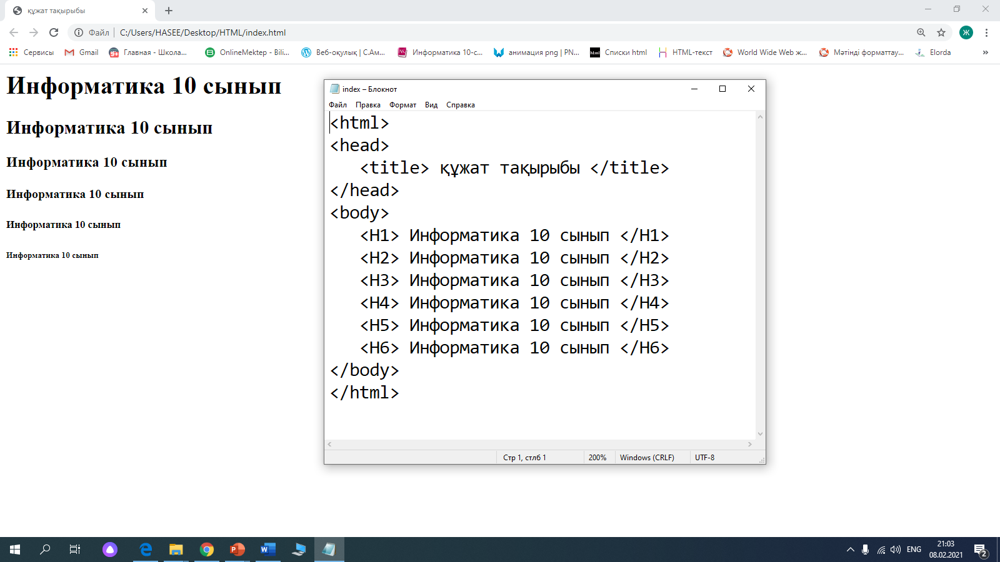 құжат тақырыбы
Файл C:/Users/HASEE/Desktop/HTML/index.html
Ж
Сервисы Gmail Главная - Школа... OnlineMektep - Bili... Веб-оқулық | С.Ам... Информатика 10-с... анимация png | PN... Списки html HTML-текст World Wide Web ж... Мәтінді форматтау... Elorda »
Информатика 10 сынып
Информатика 10 сынып
Информатика 10 сынып
Информатика 10 сынып
Информатика 10 сынып
Информатика 10 сынып
index – Блокнот
Файл Правка Формат Вид Справка
<html>
<head>
<title> құжат тақырыбы </title>
</head>
<body>
<H1> Информатика 10 сынып </H1>
<H2> Информатика 10 сынып </H2>
<H3> Информатика 10 сынып </H3>
<H4> Информатика 10 сынып </H4>
<H5> Информатика 10 сынып </H5>
<H6> Информатика 10 сынып </H6>
</body>
</html>
Стр 1, стлб 1 200% Windows (CRLF) UTF-8
ENG
21:03
08.02.2021
2